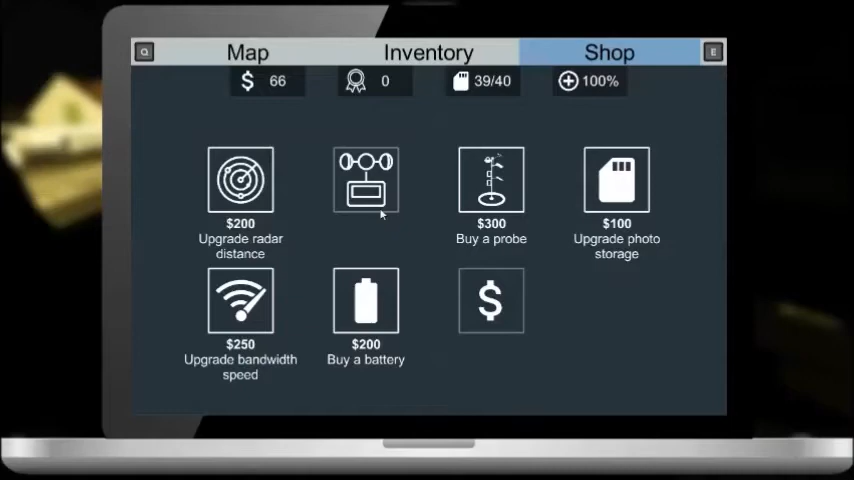 Q
Map
Inventory
Shop
E
$ 66
0
39/40
100%
$200
Upgrade radar
distance
$300
Buy a probe
$100
Upgrade photo
storage
$
$250
Upgrade bandwidth
speed
$200
Buy a battery